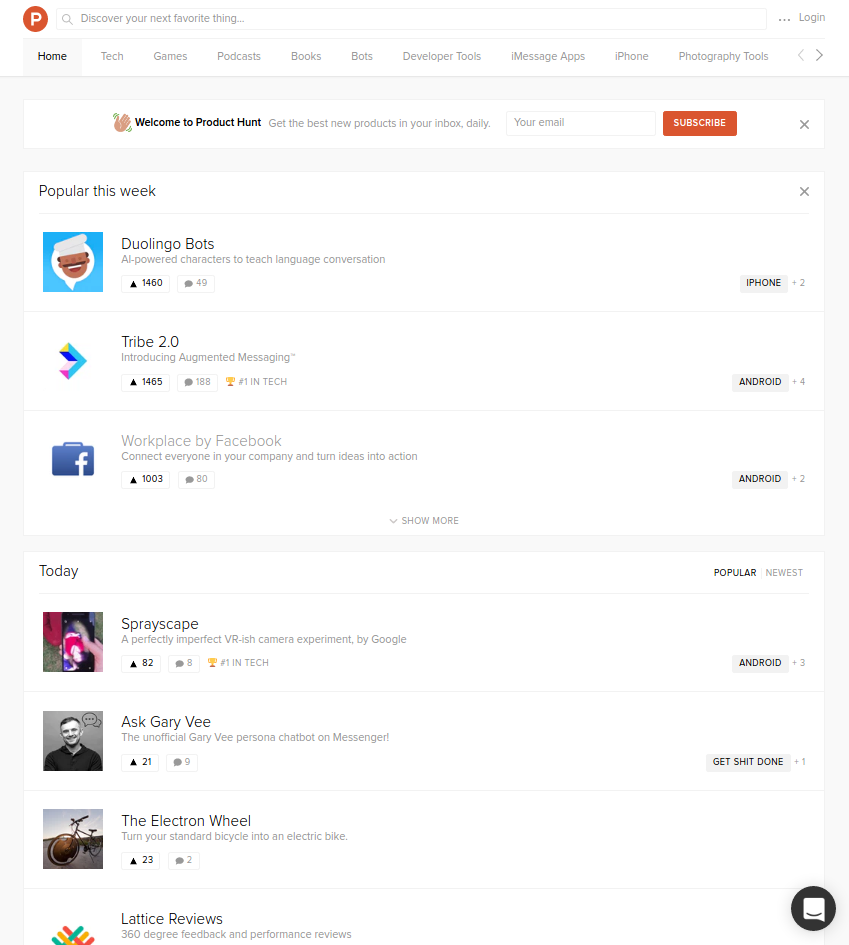 P
Discover your next favorite thing...
... Login
Home Tech Games Podcasts Books Bots Developer Tools iMessage Apps iPhone Photography Tools
Welcome to Product Hunt Get the best new products in your inbox, daily. Your email SUBSCRIBE
Popular this week
Duolingo Bots
AI-powered characters to teach language conversation
1460 49 IPHONE + 2
Tribe 2.0
Introducing Augmented Messaging™
1465 188 #1 IN TECH ANDROID + 4
Workplace by Facebook
Connect everyone in your company and turn ideas into action
1003 80 ANDROID + 2
SHOW MORE
Today POPULAR NEWEST
Sprayscape
A perfectly imperfect VR-ish camera experiment, by Google
82 8 #1 IN TECH ANDROID + 3
Ask Gary Vee
The unofficial Gary Vee persona chatbot on Messenger!
21 9 GET SHIT DONE + 1
The Electron Wheel
Turn your standard bicycle into an electric bike.
23 2
Lattice Reviews
360 degree feedback and performance reviews